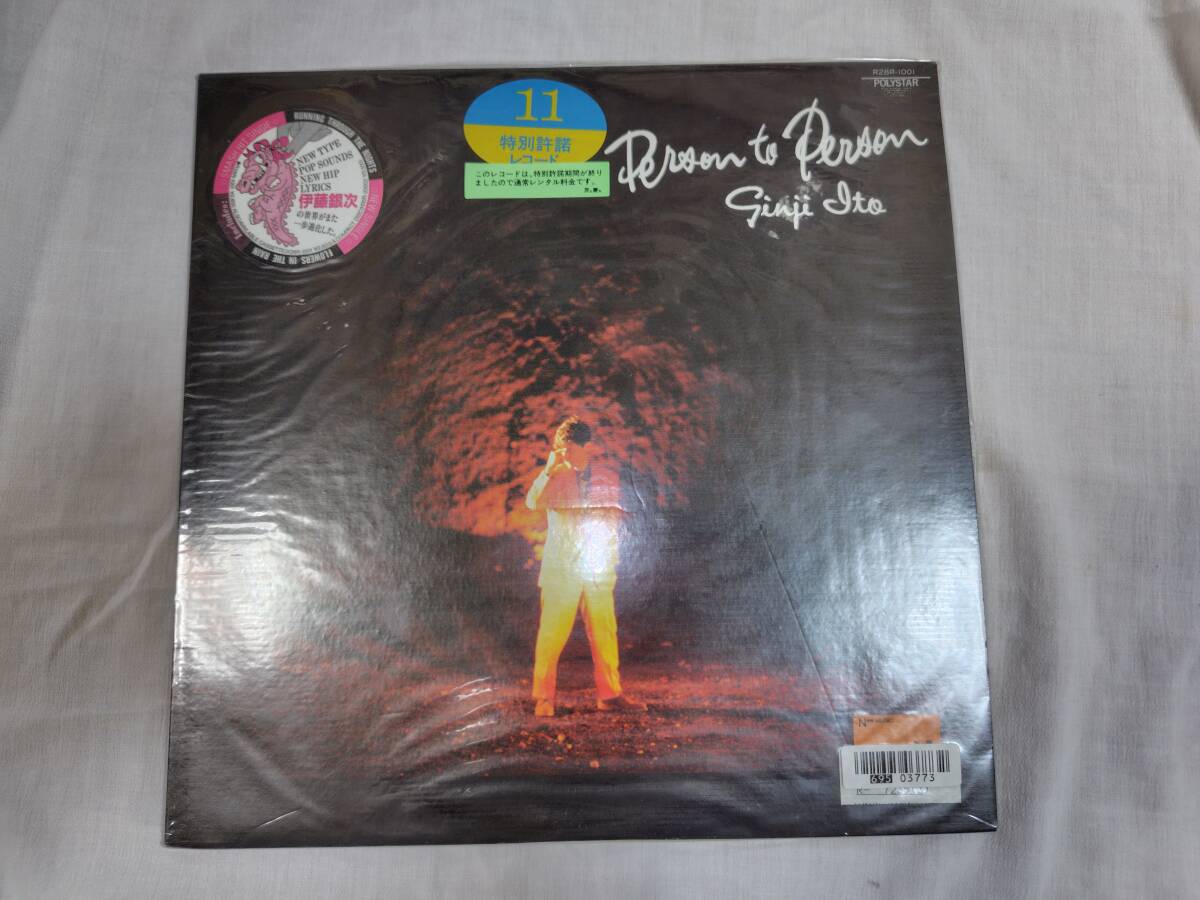 R28R-1001
POLYSTAR
Person to Person
Ginji Ito
11
特別許諾
レコード
このレコードは、特別許諾期間が終り
ましたので通常レンタル料金です。
RUNNING THROUGH THE NIGHTS
NEW TYPE
POP SOUNDS
NEW HIP
LYRICS
伊藤銀次
の世界がまた
一歩進化した。
FLOWERS IN THE RAIN
695 03773